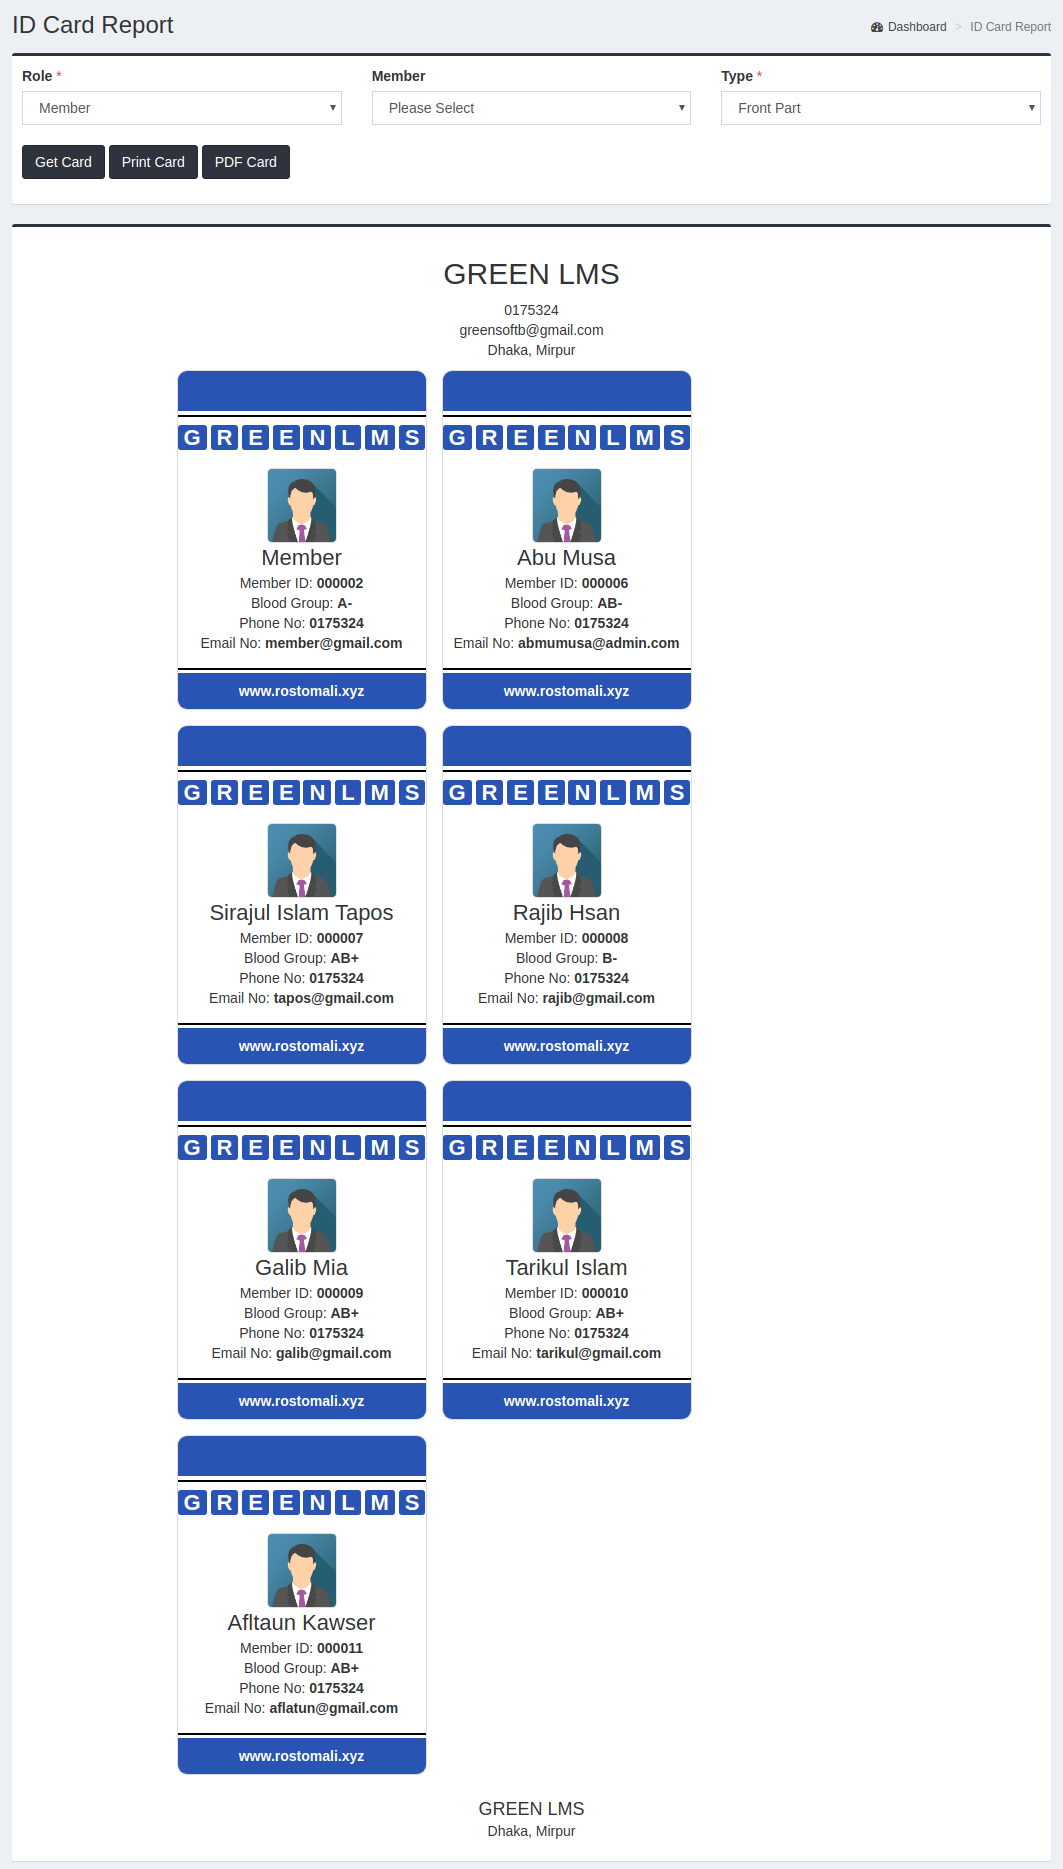 ID Card Report
Dashboard > ID Card Report
Role * Member Type *
Member Please Select Front Part
Get Card Print Card PDF Card
GREEN LMS
0175324
greensoftb@gmail.com
Dhaka, Mirpur
GREENLMS
Member
Member ID: 000002
Blood Group: A-
Phone No: 0175324
Email No: member@gmail.com
www.rostomali.xyz
GREENLMS
Abu Musa
Member ID: 000006
Blood Group: AB-
Phone No: 0175324
Email No: abmumusa@admin.com
www.rostomali.xyz
GREENLMS
Sirajul Islam Tapos
Member ID: 000007
Blood Group: AB+
Phone No: 0175324
Email No: tapos@gmail.com
www.rostomali.xyz
GREENLMS
Rajib Hsan
Member ID: 000008
Blood Group: B-
Phone No: 0175324
Email No: rajib@gmail.com
www.rostomali.xyz
GREENLMS
Galib Mia
Member ID: 000009
Blood Group: AB+
Phone No: 0175324
Email No: galib@gmail.com
www.rostomali.xyz
GREENLMS
Tarikul Islam
Member ID: 000010
Blood Group: AB+
Phone No: 0175324
Email No: tarikul@gmail.com
www.rostomali.xyz
GREENLMS
Afltaun Kawser
Member ID: 000011
Blood Group: AB+
Phone No: 0175324
Email No: aflatun@gmail.com
www.rostomali.xyz
GREEN LMS
Dhaka, Mirpur